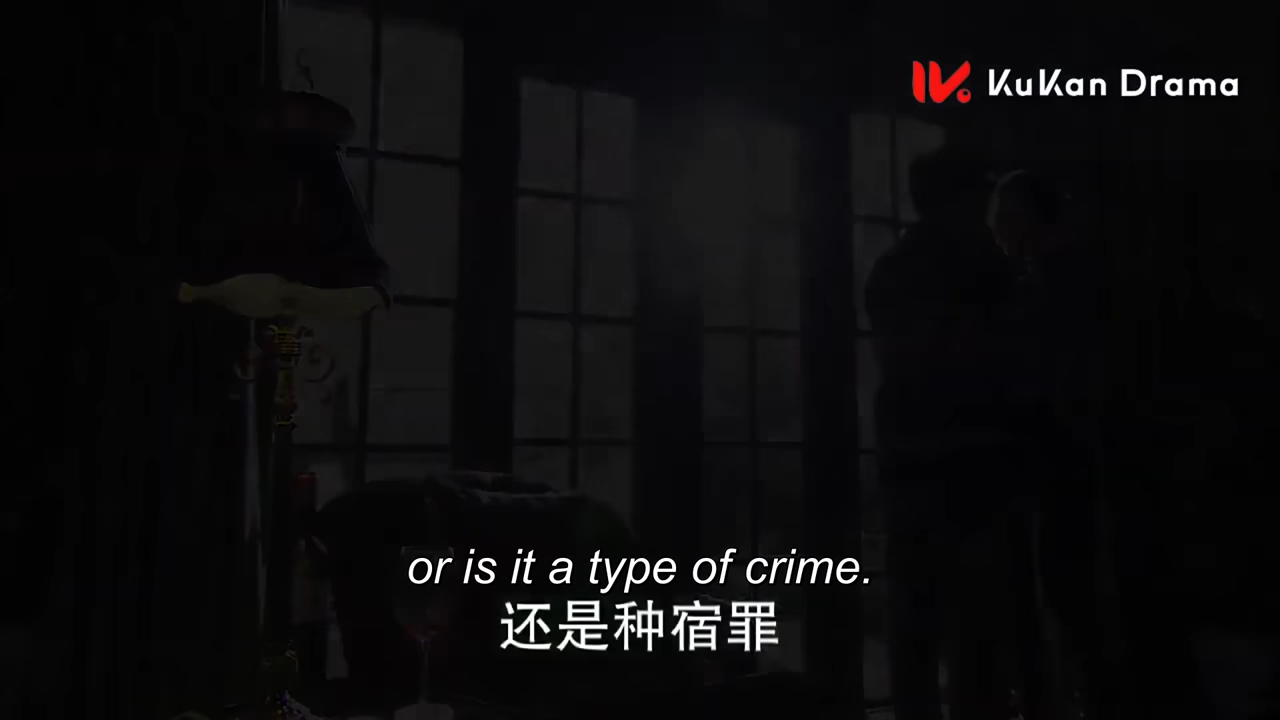 KuKan Drama
or is it a type of crime.
还是种宿罪